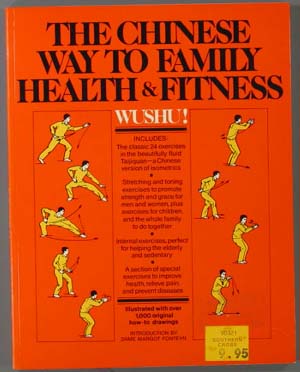 THE CHINESE
WAY TO FAMILY
HEALTH & FITNESS
WUSHU!
INCLUDES:
The classic 24 exercises
in the beautifully fluid
Taijiquan—a Chinese
version of isometrics
Stretching and toning
exercises to promote
strength and grace for
men and women, plus
exercises for children
and the whole family
to do together
Internal exercises, perfect
for helping the elderly
and sedentary
A section of special
exercises to improve
health, relieve pain,
and prevent diseases
Illustrated with over
1,000 original
how-to drawings
INTRODUCTION BY
DAME MARGOT FONTEYN
SOUTHERN
CROSS
9.95